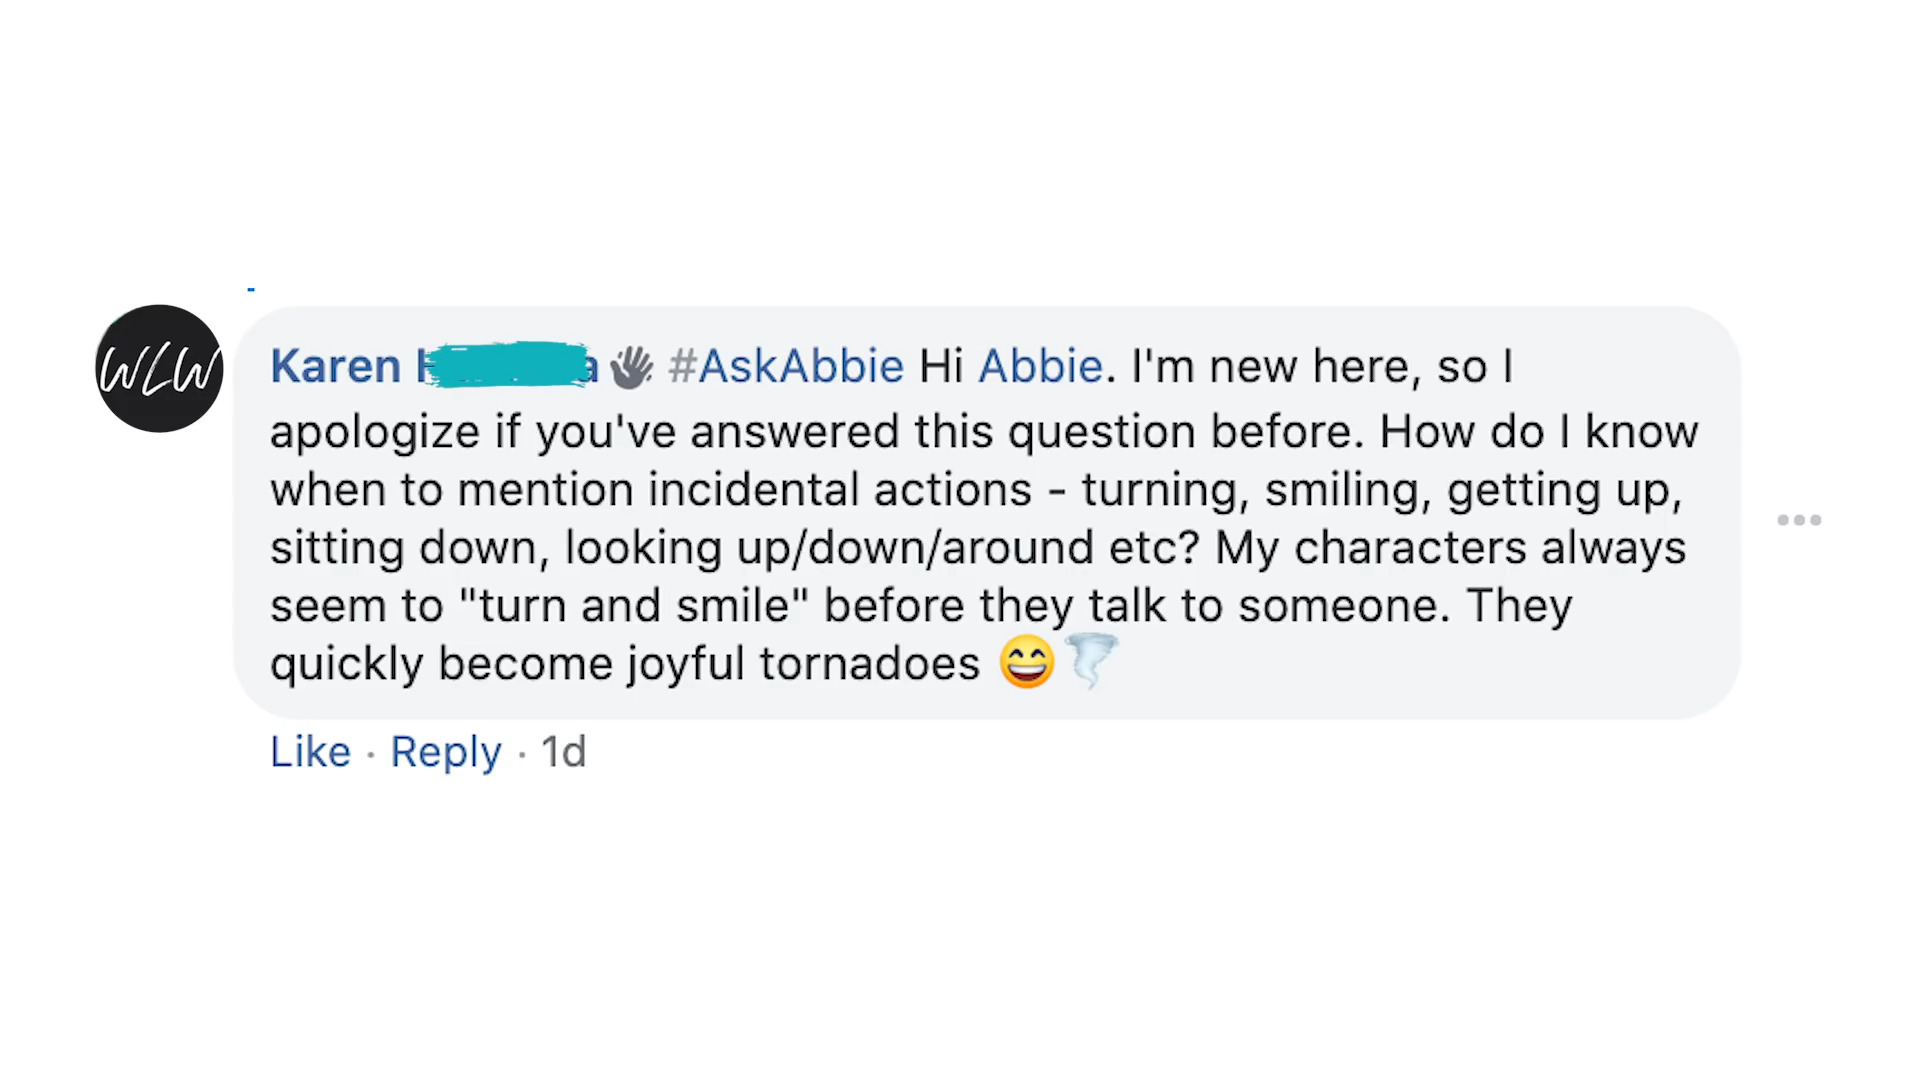 WLW
Karen #AskAbbie Hi Abbie. I'm new here, so I
apologize if you've answered this question before. How do I know
when to mention incidental actions - turning, smiling, getting up,
sitting down, looking up/down/around etc? My characters always
seem to "turn and smile" before they talk to someone. They
quickly become joyful tornadoes 😄🌪️
Like · Reply · 1d